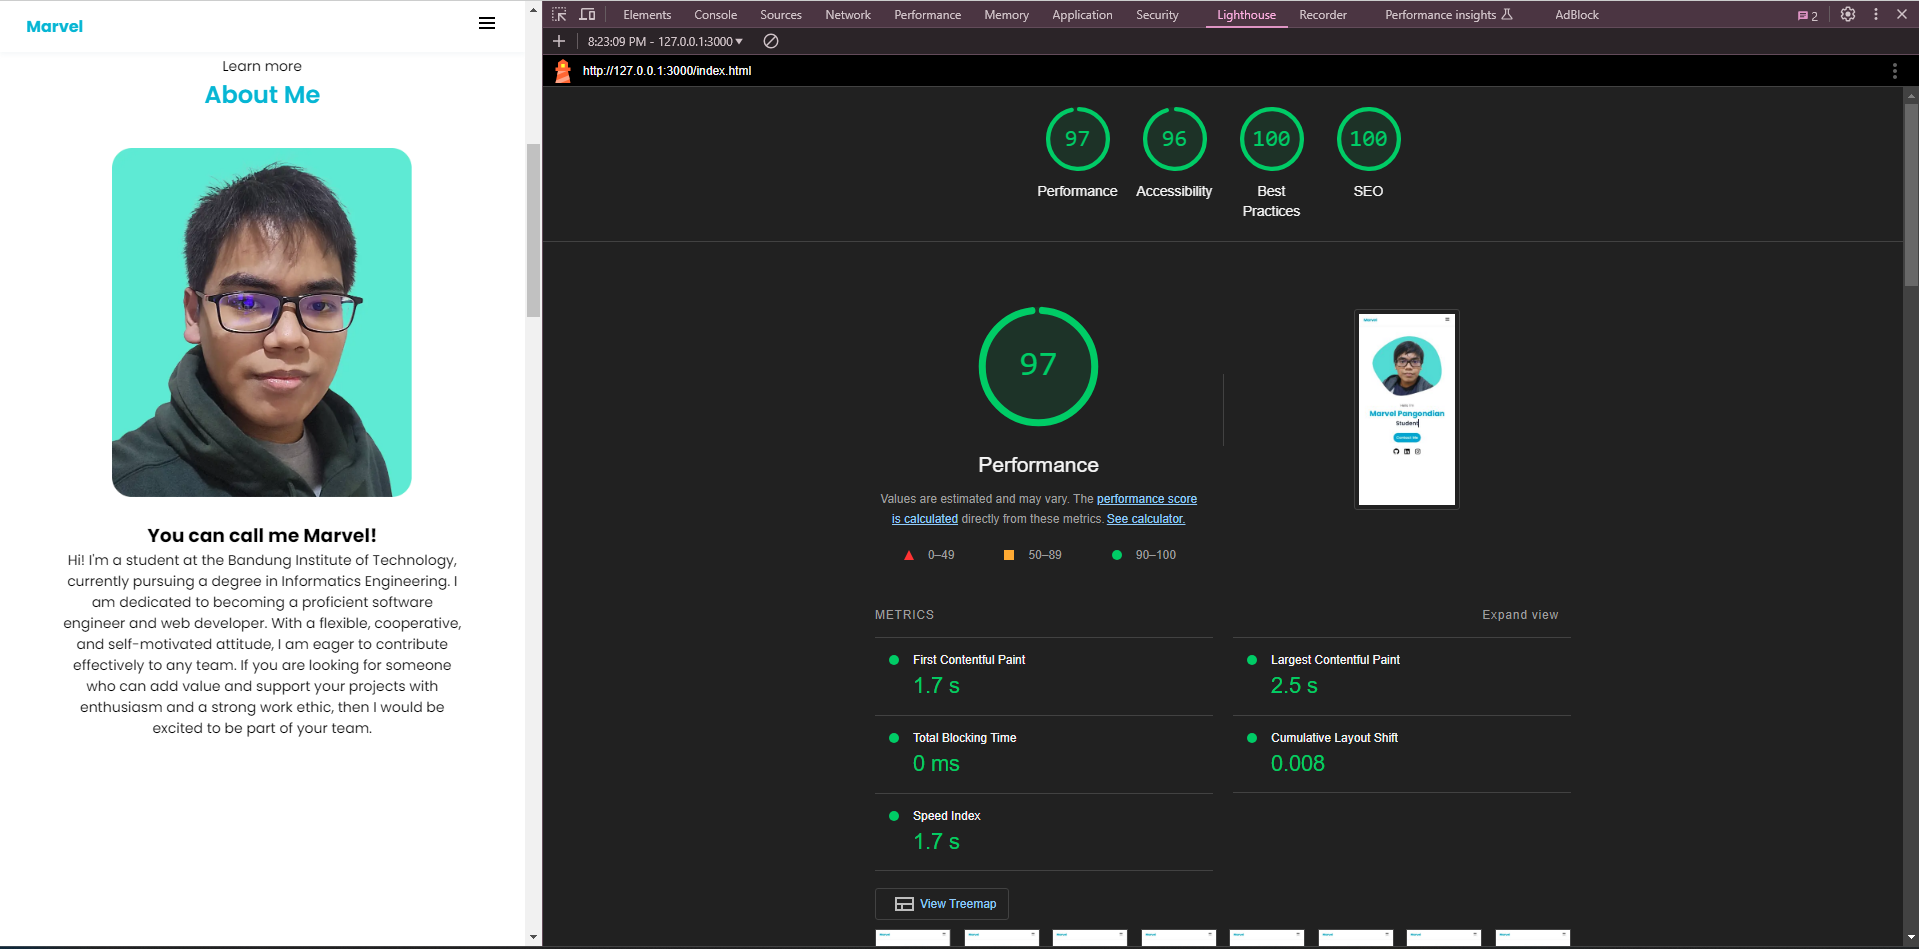 Marvel
Learn more
About Me
You can call me Marvel!
Hi! I'm a student at the Bandung Institute of Technology,
currently pursuing a degree in Informatics Engineering. I
am dedicated to becoming a proficient software
engineer and web developer. With a flexible, cooperative,
and self-motivated attitude, I am eager to contribute
effectively to any team. If you are looking for someone
who can add value and support your projects with
enthusiasm and a strong work ethic, then I would be
excited to be part of your team.
Elements Console Sources Network Performance Memory Application Security Lighthouse Recorder Performance insights AdBlock 2
8:23:09 PM - 127.0.0.1:3000
http://127.0.0.1:3000/index.html
97 96 100 100
Performance Accessibility Best Practices SEO
97
Performance
Values are estimated and may vary. The performance score
is calculated directly from these metrics. See calculator.
0–49 50–89 90–100
Marvel
Marvel Pangondian
Student
Contact Me
METRICS
Expand view
First Contentful Paint
1.7 s
Largest Contentful Paint
2.5 s
Total Blocking Time
0 ms
Cumulative Layout Shift
0.008
Speed Index
1.7 s
View Treemap